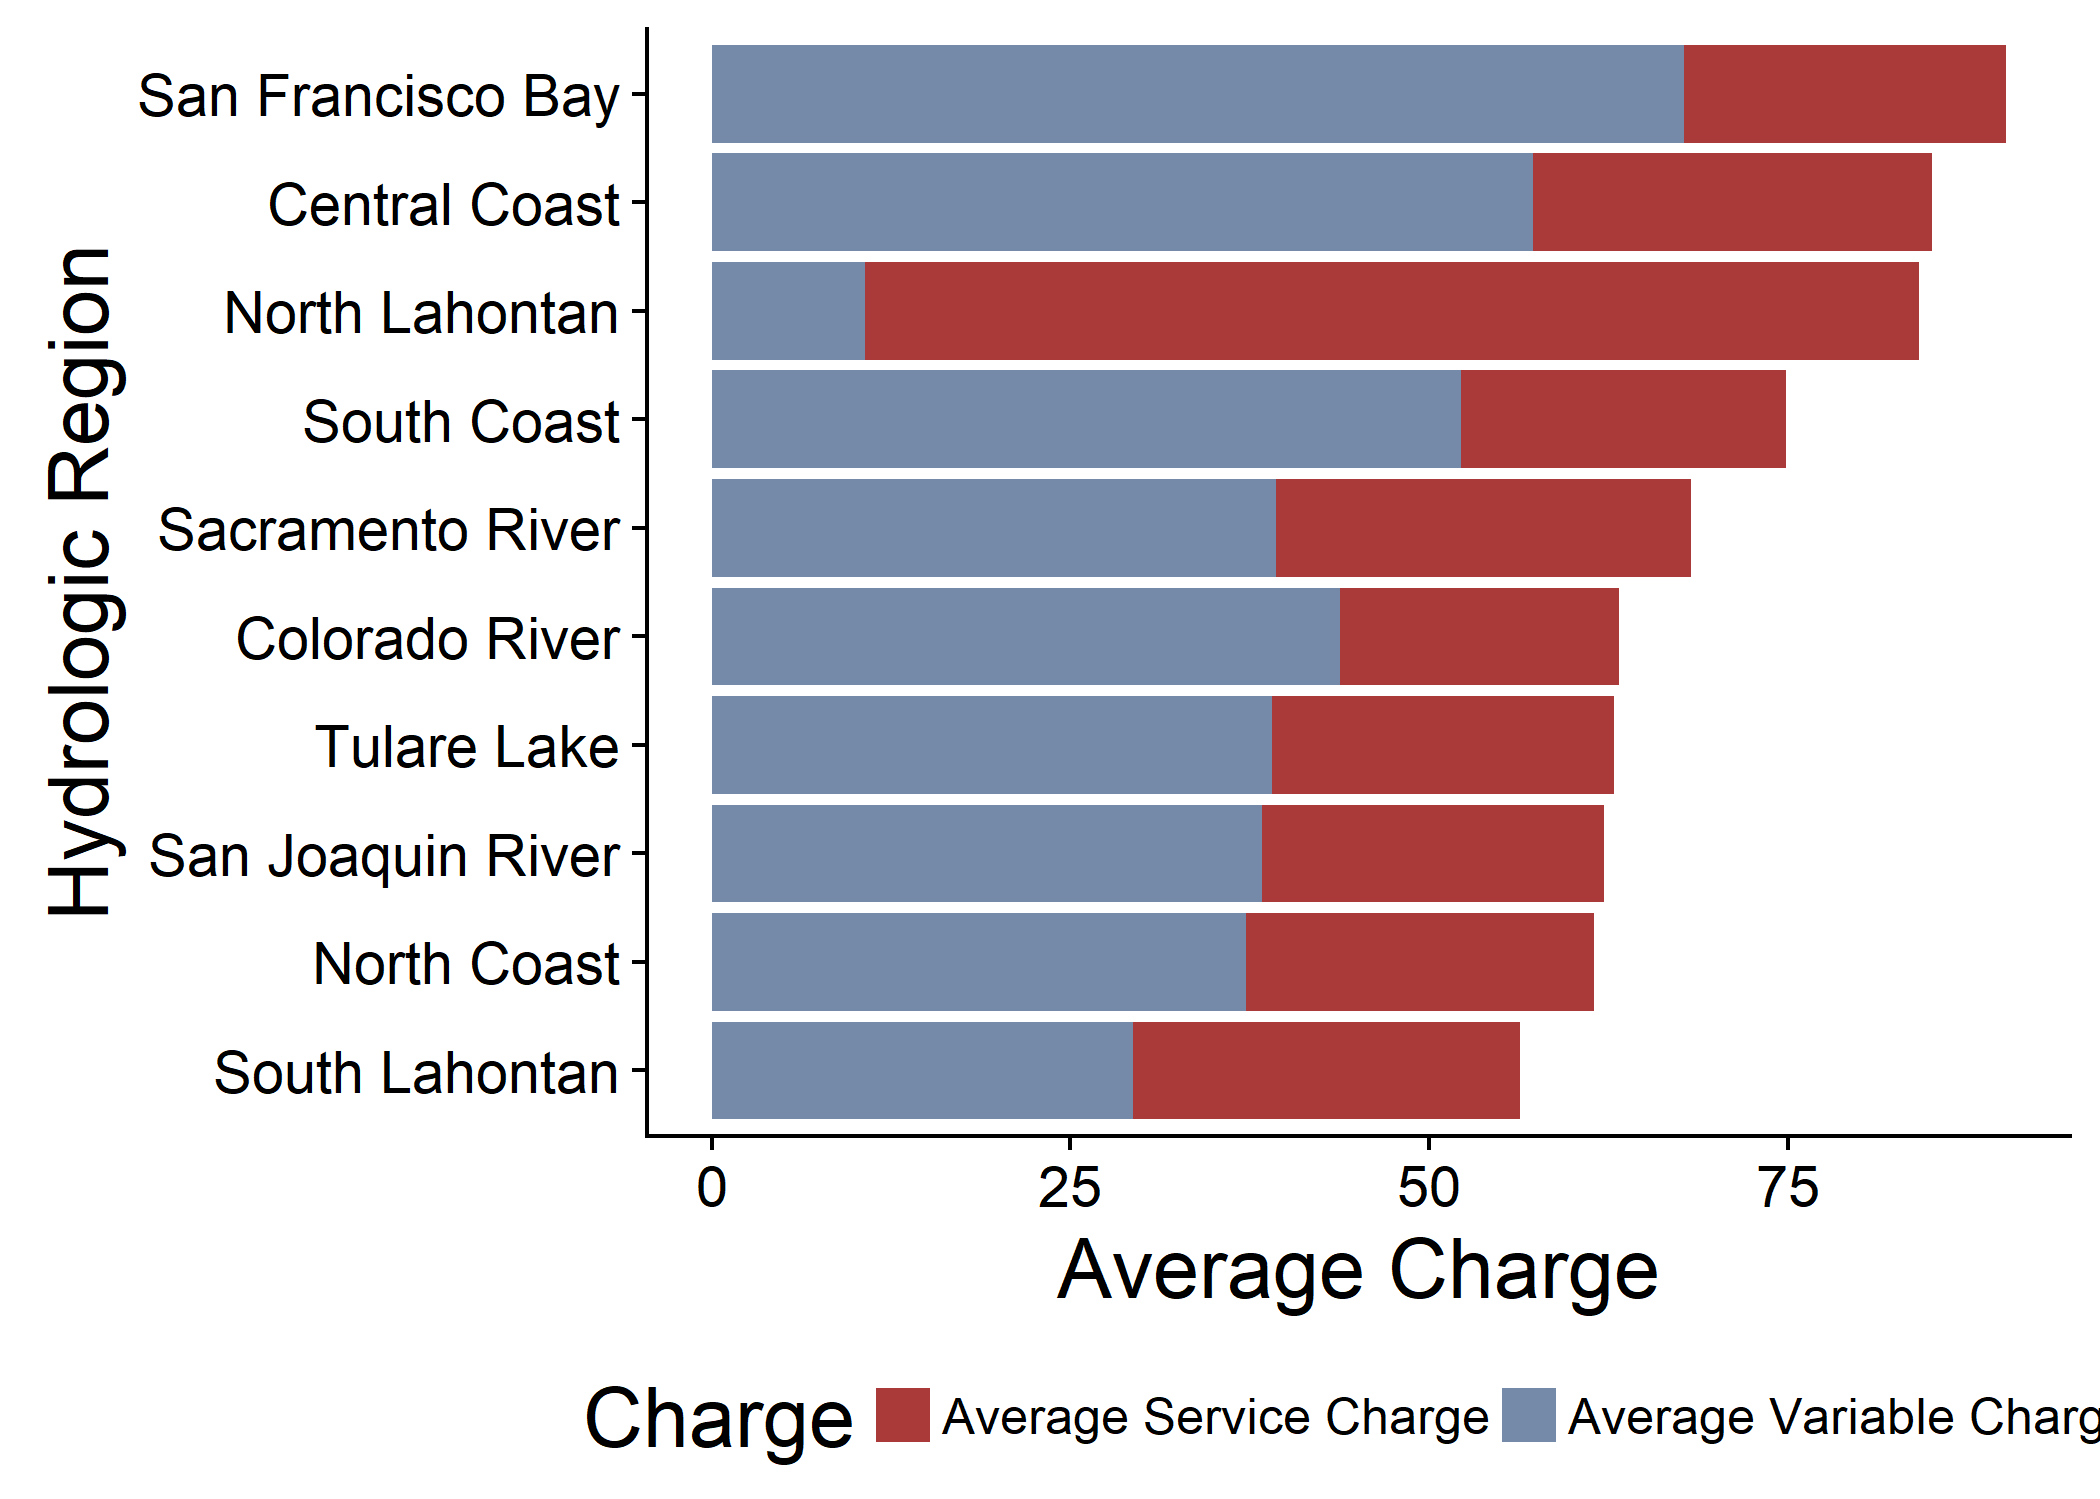 Hydrologic Region
San Francisco Bay
Central Coast
North Lahontan
South Coast
Sacramento River
Colorado River
Tulare Lake
San Joaquin River
North Coast
South Lahontan
0 25 50 75
Average Charge
Charge Average Service Charge Average Variable Charg